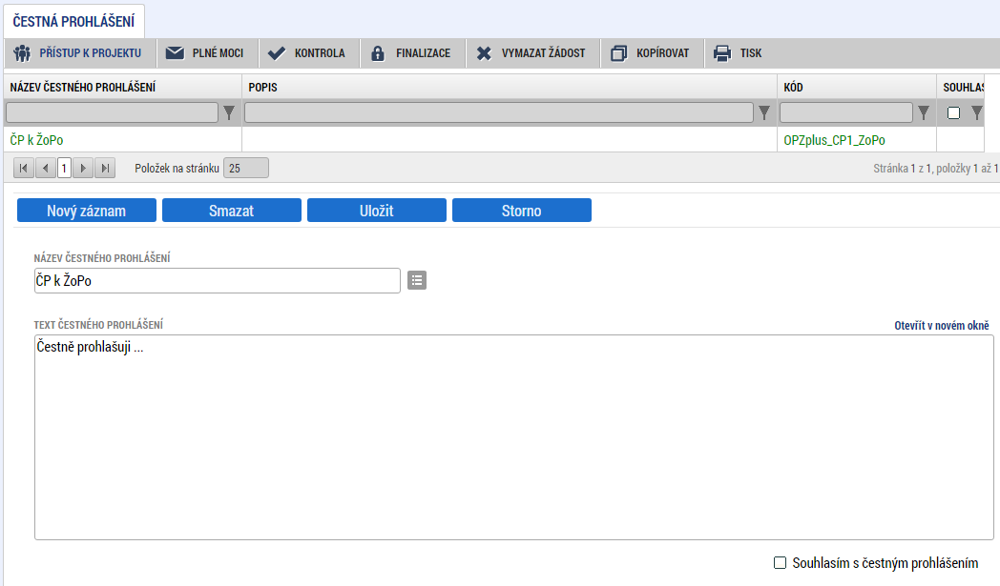 ČESTNÁ PROHLÁŠENÍ
PŘÍSTUP K PROJEKTU PLNÉ MOCI KONTROLA FINALIZACE VYMAZAT ŽÁDOST KOPÍROVAT TISK
NÁZEV ČESTNÉHO PROHLÁŠENÍ POPIS KÓD SOUHLAS
ČP k ŽoPo OPZplus_CP1_ZoPo
1 Položek na stránku 25 Stránka 1 z 1, položky 1 až 1
Nový záznam Smazat Uložit Storno
NÁZEV ČESTNÉHO PROHLÁŠENÍ
ČP k ŽoPo
TEXT ČESTNÉHO PROHLÁŠENÍ Otevřít v novém okně
Čestně prohlašuji ...
Souhlasím s čestným prohlášením